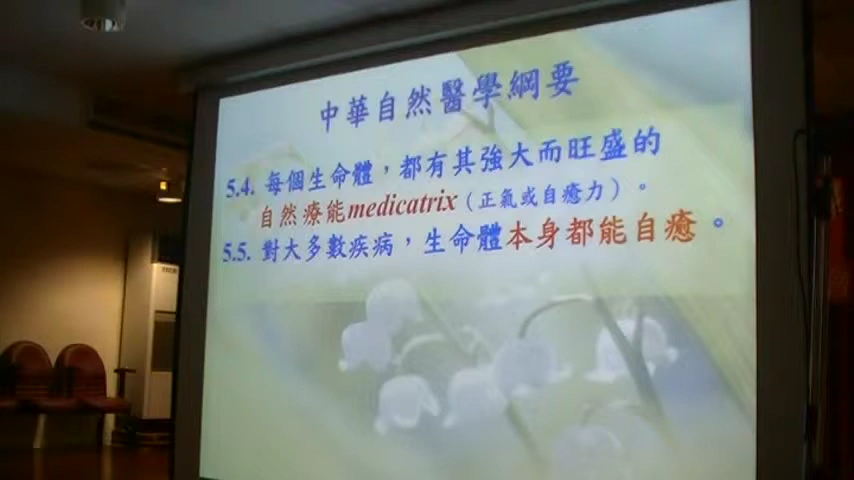 中華自然醫學綱要
5.4. 每個生命體，都有其強大而旺盛的
自然療能medicatrix（正氣或自癒力）。
5.5. 對大多數疾病，生命體本身都能自癒。